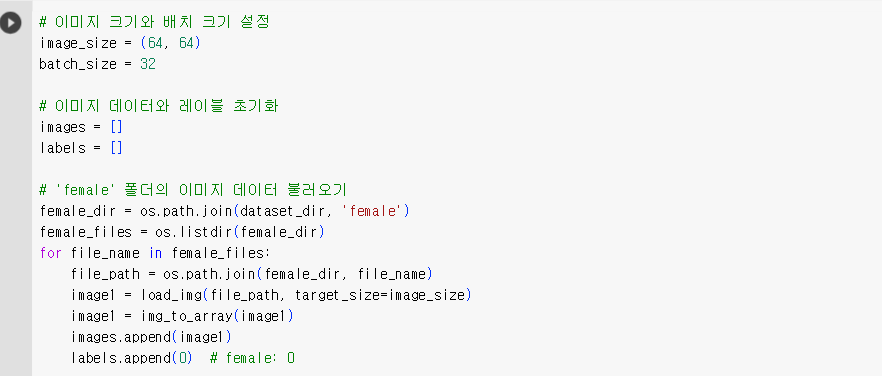 # 이미지 크기와 배치 크기 설정
image_size = (64, 64)
batch_size = 32
# 이미지 데이터와 레이블 초기화
images = []
labels = []
# 'female' 폴더의 이미지 데이터 불러오기
female_dir = os.path.join(dataset_dir, 'female')
female_files = os.listdir(female_dir)
for file_name in female_files:
    file_path = os.path.join(female_dir, file_name)
    image1 = load_img(file_path, target_size=image_size)
    image1 = img_to_array(image1)
    images.append(image1)
    labels.append(0)  # female: 0